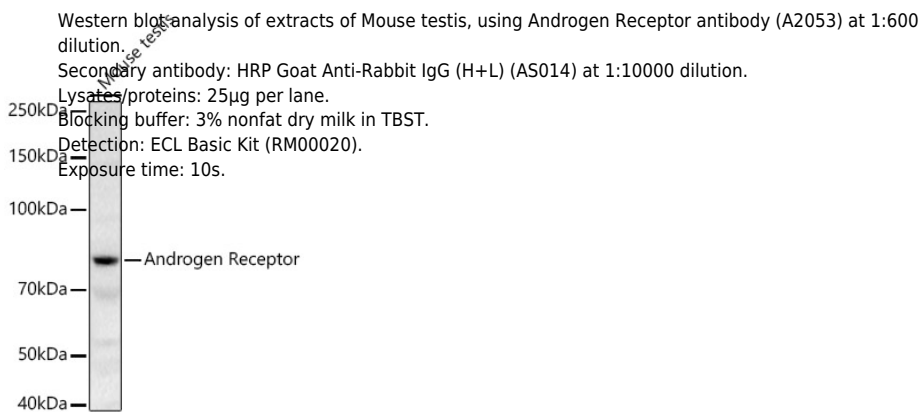 Western blot analysis of extracts of Mouse testis, using Androgen Receptor antibody (A2053) at 1:600
dilution.
Secondary antibody: HRP Goat Anti-Rabbit IgG (H+L) (AS014) at 1:10000 dilution.
Lysates/proteins: 25μg per lane.
Blocking buffer: 3% nonfat dry milk in TBST.
Detection: ECL Basic Kit (RM00020).
Exposure time: 10s.
Mouse testis
250kDa
150kDa
100kDa
Androgen Receptor
70kDa
50kDa
40kDa